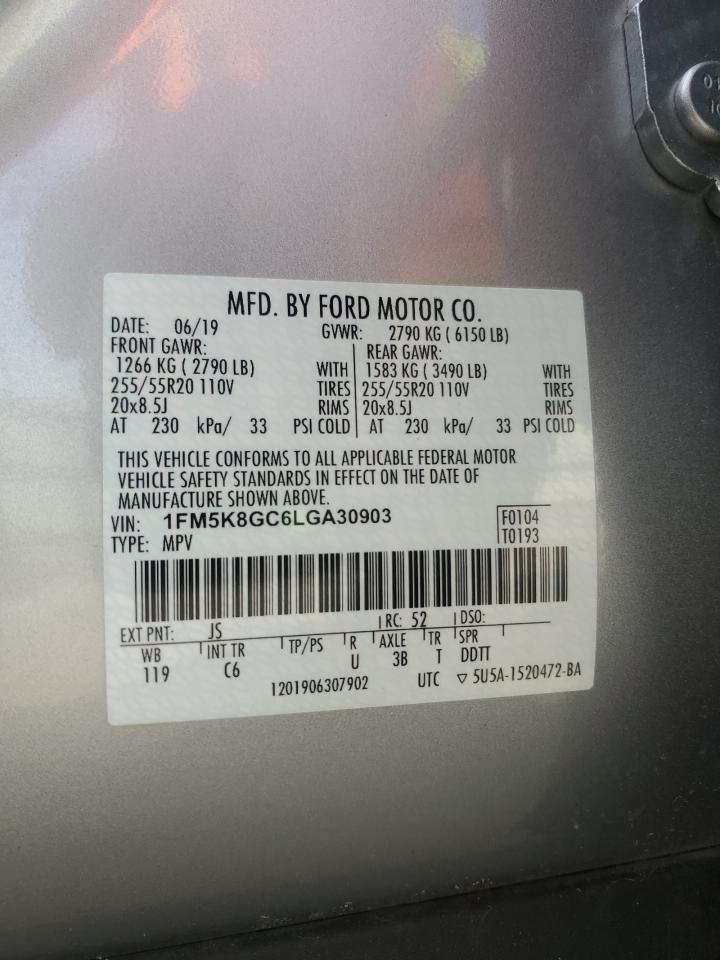 MFD. BY FORD MOTOR CO.
DATE: 06/19 GVWR: 2790 KG ( 6150 LB)
FRONT GAWR: REAR GAWR:
1266 KG ( 2790 LB) WITH 1583 KG ( 3490 LB) WITH
255/55R20 110V TIRES 255/55R20 110V TIRES
20x8.5J RIMS 20x8.5J RIMS
AT 230 kPa/ 33 PSI COLD AT 230 kPa/ 33 PSI COLD
THIS VEHICLE CONFORMS TO ALL APPLICABLE FEDERAL MOTOR
VEHICLE SAFETY STANDARDS IN EFFECT ON THE DATE OF
MANUFACTURE SHOWN ABOVE.
VIN: 1FM5K8GC6LGA30903 F0104
TYPE: MPV T0193
EXT PNT: JS RC: 52 DSO:
WB INT TR TP/PS R AXLE TR SPR
119 C6 U 3B T DDTT
1201906307902 UTC ▽ 5U5A-1520472-BA